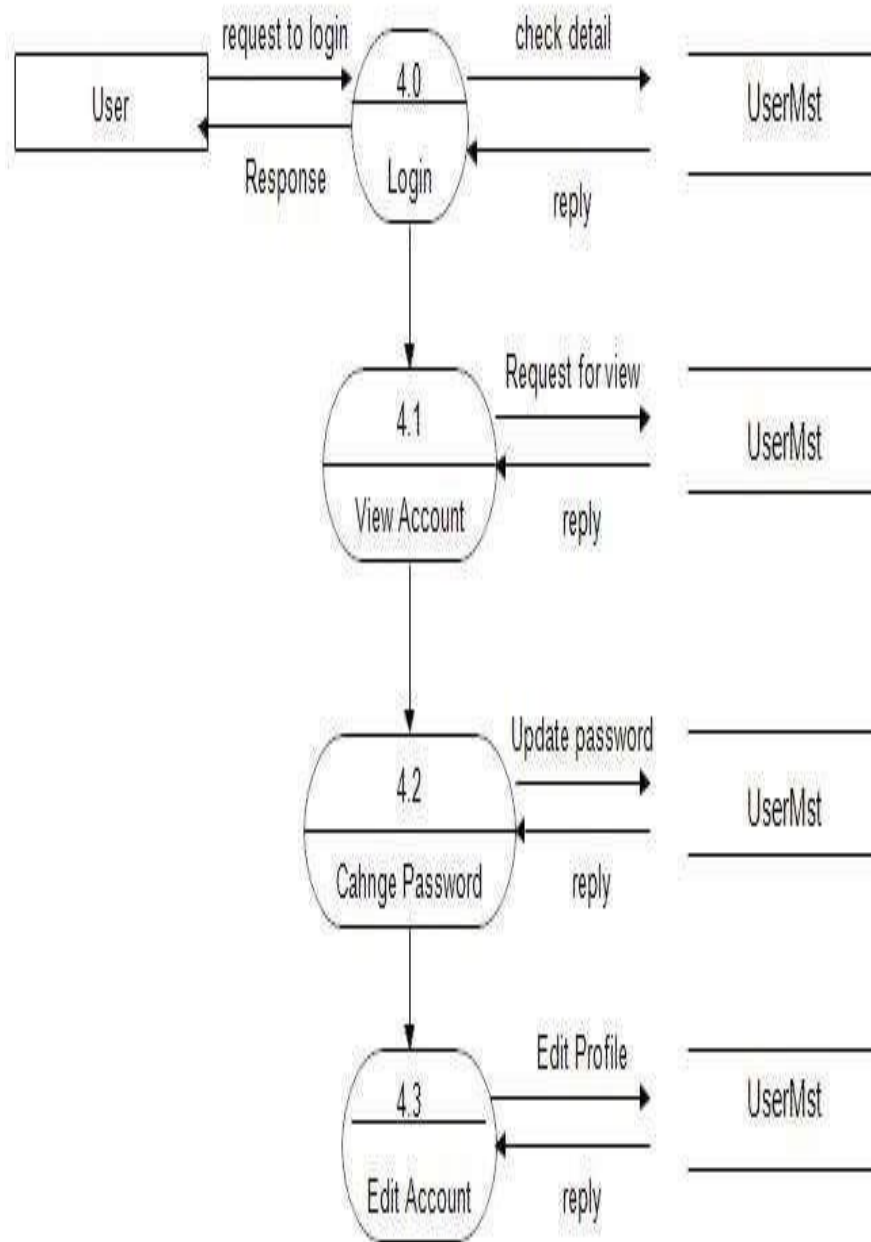 request to login
check detail
User
4.0
UserMst
Response
Login
reply
Request for view
4.1
UserMst
View Account
reply
Update password
4.2
UserMst
Cahnge Password
reply
Edit Profile
4.3
UserMst
Edit Account
reply